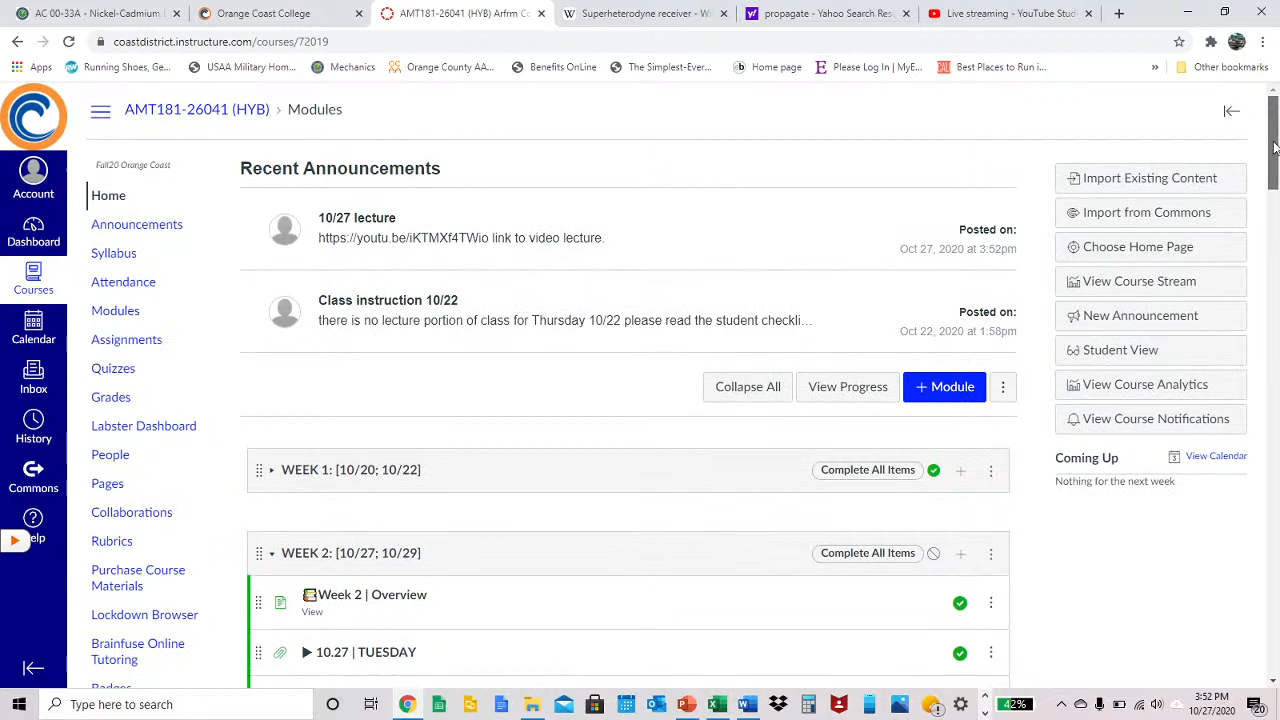 AC 00-33A - Nickel-Cadmium L
Orange Coast College
AMT181-26041 (HYB) Arfrm Co
Superheterodyne receiver - W
propagate - Yahoo Search Resu
Live streaming - YouTube Stud
coastdistrict.instructure.com/courses/72019
Apps
Running Shoes, Ge...
USAA Military Hom...
Mechanics
Orange County AA...
Benefits OnLine
The Simplest-Ever...
Home page
Please Log In | MyE...
Best Places to Run i...
»
Other bookmarks
AMT181-26041 (HYB) › Modules
Account
Dashboard
Courses
Calendar
Inbox
History
Commons
elp
Fall20 Orange Coast
Home
Announcements
Syllabus
Attendance
Modules
Assignments
Quizzes
Grades
Labster Dashboard
People
Pages
Collaborations
Rubrics
Purchase Course
Materials
Lockdown Browser
Brainfuse Online
Tutoring
Badges
Recent Announcements
10/27 lecture
https://youtu.be/iKTMXf4TWio link to video lecture.
Posted on:
Oct 27, 2020 at 3:52pm
Class instruction 10/22
there is no lecture portion of class for Thursday 10/22 please read the student checkli...
Posted on:
Oct 22, 2020 at 1:58pm
Collapse All
View Progress
+ Module
WEEK 1: [10/20; 10/22]
Complete All Items
WEEK 2: [10/27; 10/29]
Complete All Items
Week 2 | Overview
View
10.27 | TUESDAY
Import Existing Content
Import from Commons
Choose Home Page
View Course Stream
New Announcement
Student View
View Course Analytics
View Course Notifications
Coming Up
View Calendar
Nothing for the next week
Type here to search
42%
3:52 PM
10/27/2020
20